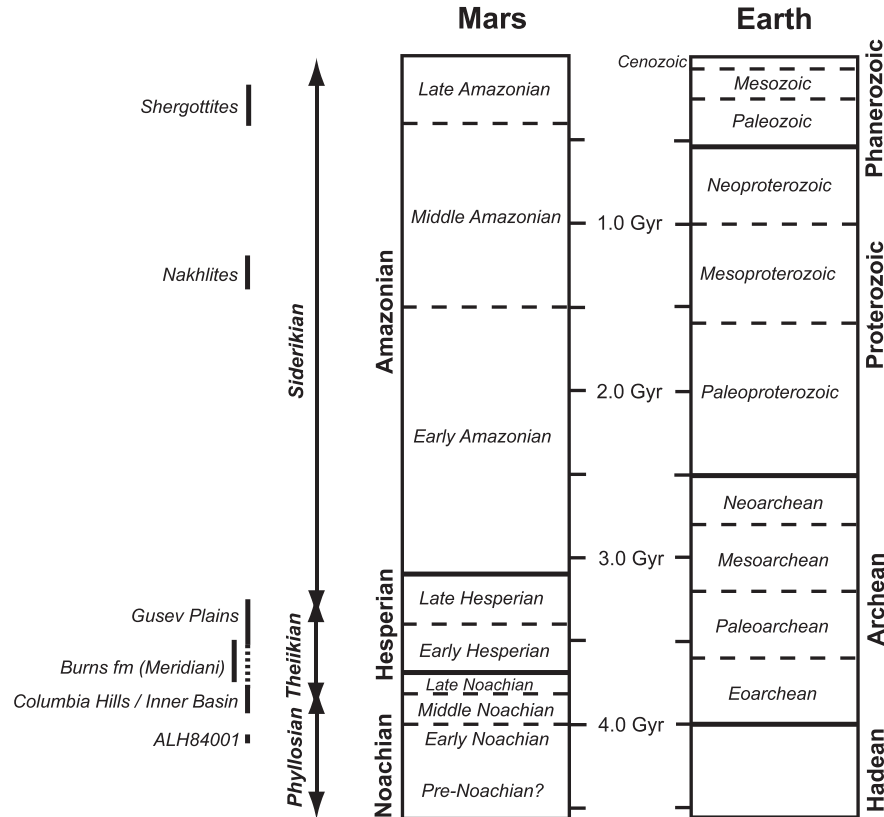 Mars
Earth
Shergottites
Nakhlites
Gusev Plains
Burns fm (Meridiani)
Columbia Hills / Inner Basin
ALH84001
Siderikian
Theiikian
Phyllosian
Amazonian
Hesperian
Noachian
Late Amazonian
Middle Amazonian
Early Amazonian
Late Hesperian
Early Hesperian
Late Noachian
Middle Noachian
Early Noachian
Pre-Noachian?
1.0 Gyr
2.0 Gyr
3.0 Gyr
4.0 Gyr
Cenozoic
Mesozoic
Paleozoic
Neoproterozoic
Mesoproterozoic
Paleoproterozoic
Neoarchean
Mesoarchean
Paleoarchean
Eoarchean
Phanerozoic
Proterozoic
Archean
Hadean